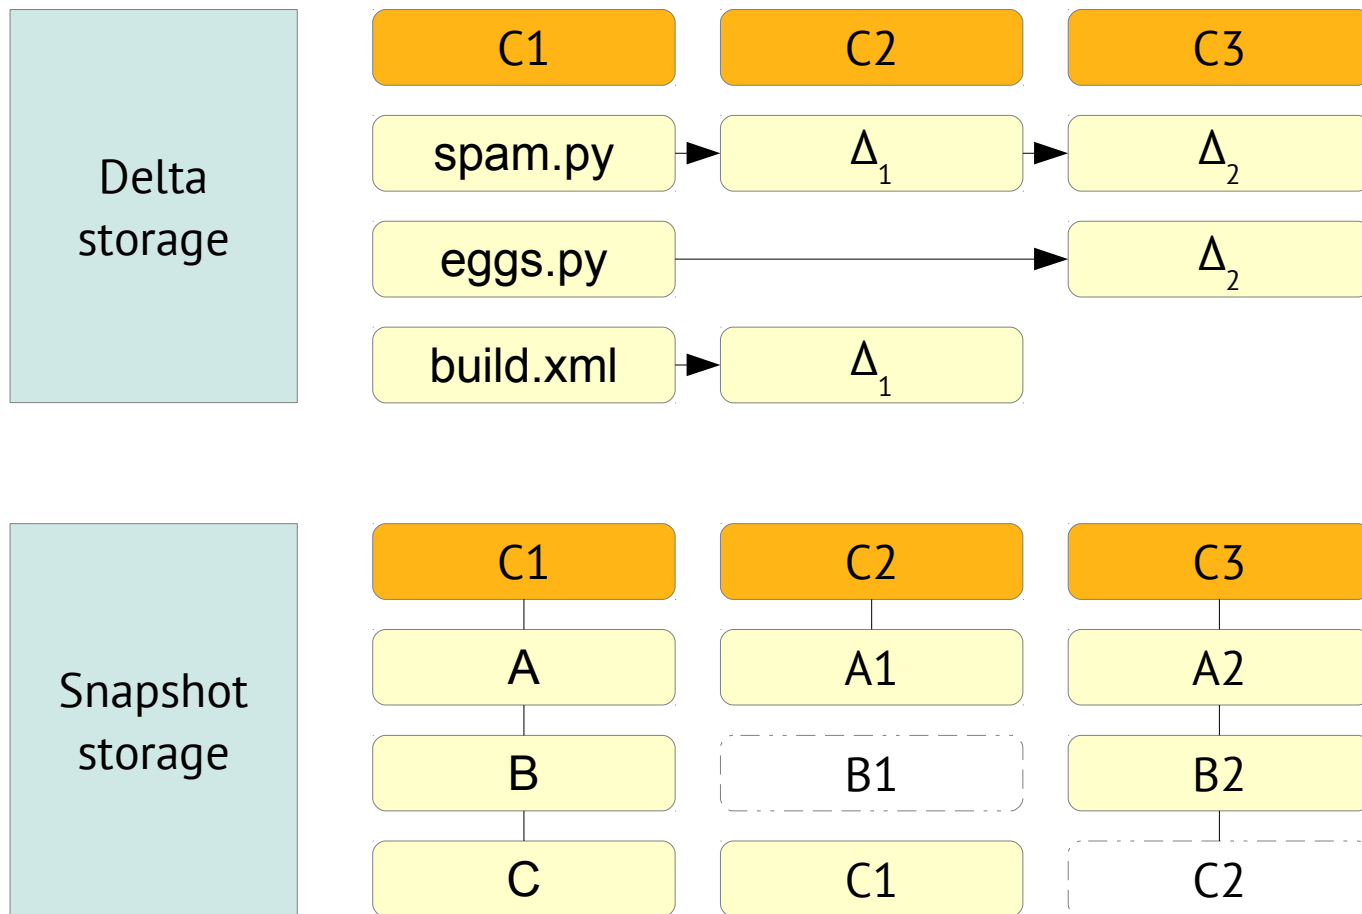 Delta
storage
C1 C2 C3
spam.py Δ₁ Δ₂
eggs.py Δ₂
build.xml Δ₁
Snapshot
storage
C1 C2 C3
A A1 A2
B B1 B2
C C1 C2